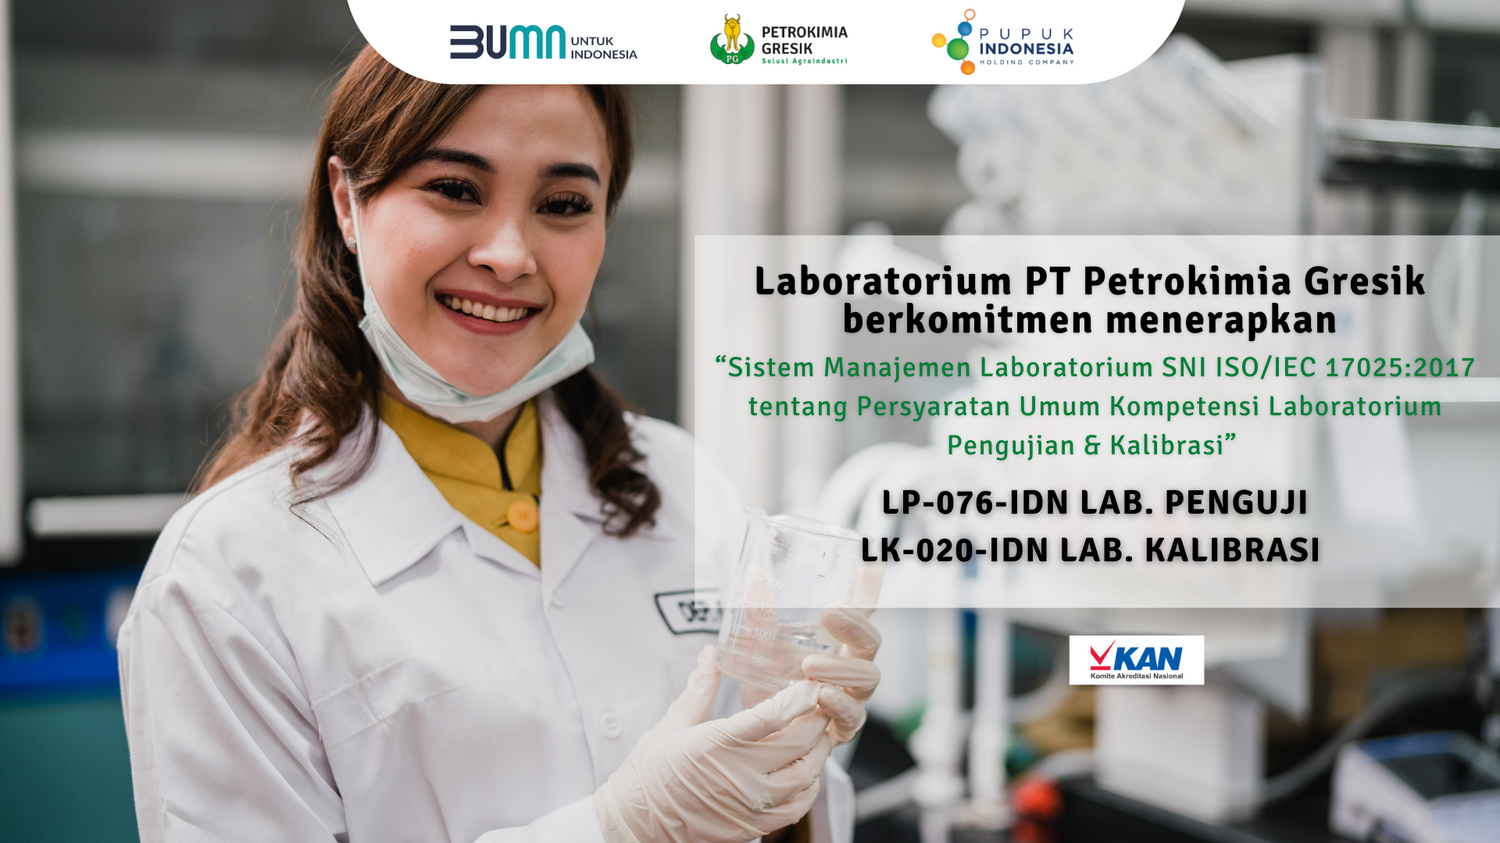 BUMN UNTUK
INDONESIA
PETROKIMIA
GRESIK
Solusi Agroindustri
PG
PUPUK
INDONESIA
HOLDING COMPANY
Laboratorium PT Petrokimia Gresik
berkomitmen menerapkan
“Sistem Manajemen Laboratorium SNI ISO/IEC 17025:2017
tentang Persyaratan Umum Kompetensi Laboratorium
Pengujian & Kalibrasi”
LP-076-IDN LAB. PENGUJI
LK-020-IDN LAB. KALIBRASI
KAN
Komite Akreditasi Nasional